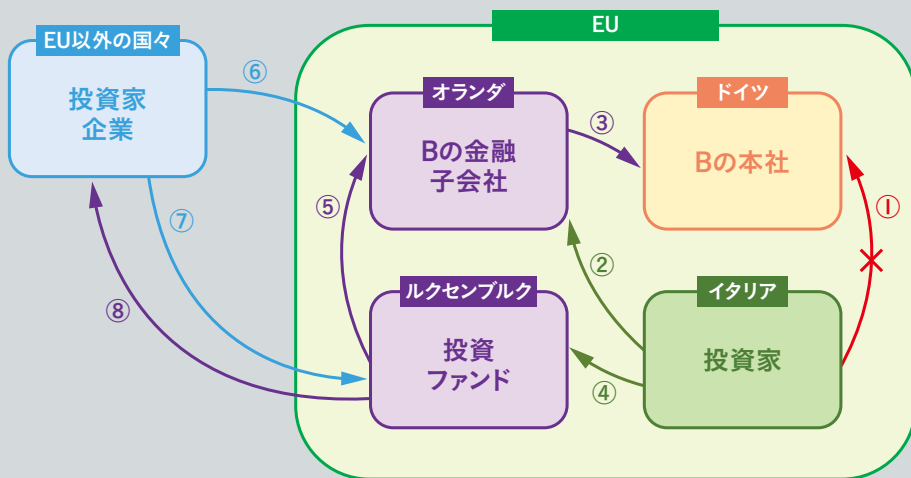 EU
EU以外の国々
投資家
企業
⑥
オランダ
Bの金融
子会社
③
ドイツ
Bの本社
①
⑤
⑦
②
⑧
ルクセンブルク
投資
ファンド
④
イタリア
投資家